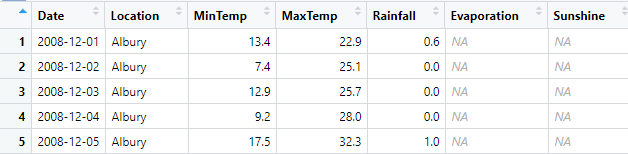 Date Location MinTemp MaxTemp Rainfall Evaporation Sunshine
1 2008-12-01 Albury 13.4 22.9 0.6 NA NA
2 2008-12-02 Albury 7.4 25.1 0.0 NA NA
3 2008-12-03 Albury 12.9 25.7 0.0 NA NA
4 2008-12-04 Albury 9.2 28.0 0.0 NA NA
5 2008-12-05 Albury 17.5 32.3 1.0 NA NA